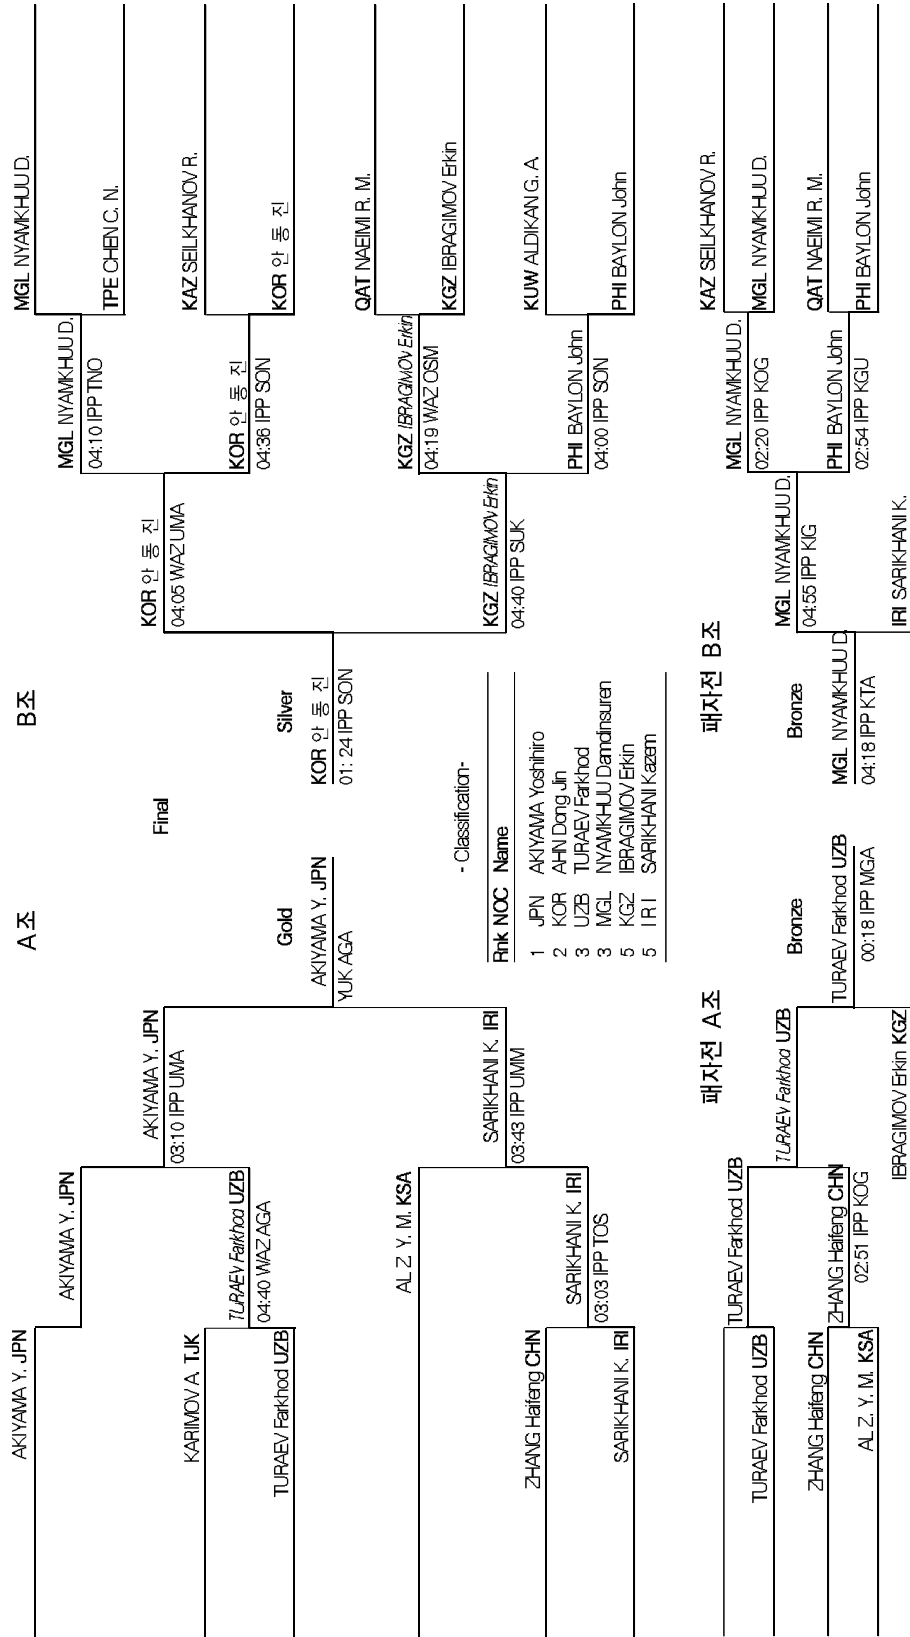 A조
B조
AKIYAMA Y. JPN
AKIYAMA Y. JPN
KARIMOV A. TJK
TURAEV Farkhod UZB
04:40 WAZ AGA
TURAEV Farkhod UZB
AKIYAMA Y. JPN
03:10 IPP UMA
AL Z. Y. M. KSA
ZHANG Haifeng CHN
SARIKHANI K. IRI
03:03 IPP TOS
SARIKHANI K. IRI
SARIKHANI K. IRI
03:43 IPP UMM
Final
Gold
AKIYAMA Y. JPN
YUK AGA
Silver
KOR 안 동 진
01: 24 IPP SON
MGL NYAMKHUU D.
MGL NYAMKHUU D.
04:10 IPP TNO
TPE CHEN C. N.
KOR 안 동 진
04:05 WAZ UMA
KAZ SEILKHANOV R.
KOR 안 동 진
04:36 IPP SON
KOR 안 동 진
QAT NAEIMI R. M.
KGZ IBRAGIMOV Erkin
04:19 WAZ OSM
KGZ IBRAGIMOV Erkin
KGZ IBRAGIMOV Erkin
04:40 IPP SUK
KUW ALDIKAN G. A.
PHI BAYLON John
04:00 IPP SON
PHI BAYLON John
- Classification-
Rnk NOC Name
1 JPN AKIYAMA Yoshihiro
2 KOR AHN Dong Jin
3 UZB TURAEV Farkhod
3 MGL NYAMKHUU Damdinsuren
5 KGZ IBRAGIMOV Erkin
5 I R I SARIKHANI Kazem
패자전 A조
패자전 B조
TURAEV Farkhod UZB
TURAEV Farkhod UZB
TURAEV Farkhod UZB
ZHANG Haifeng CHN
ZHANG Haifeng CHN
02:51 IPP KOG
AL Z. Y. M. KSA
IBRAGIMOV Erkin KGZ
Bronze
TURAEV Farkhod UZB
00:18 IPP MGA
Bronze
MGL NYAMKHUU D.
04:18 IPP KTA
KAZ SEILKHANOV R.
MGL NYAMKHUU D.
02:20 IPP KOG
MGL NYAMKHUU D.
MGL NYAMKHUU D.
04:55 IPP KIG
QAT NAEIMI R. M.
PHI BAYLON John
02:54 IPP KGU
PHI BAYLON John
IRI SARIKHANI K.